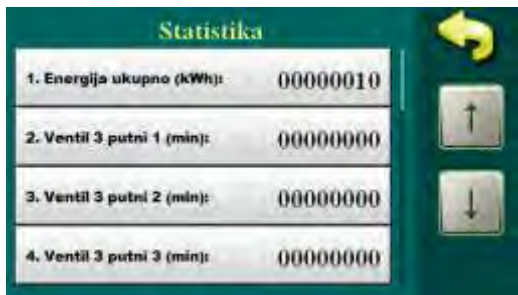 Statistika
1. Energija ukupno (kWh): 00000010
2. Ventil 3 putni 1 (min): 00000000
3. Ventil 3 putni 2 (min): 00000000
4. Ventil 3 putni 3 (min): 00000000